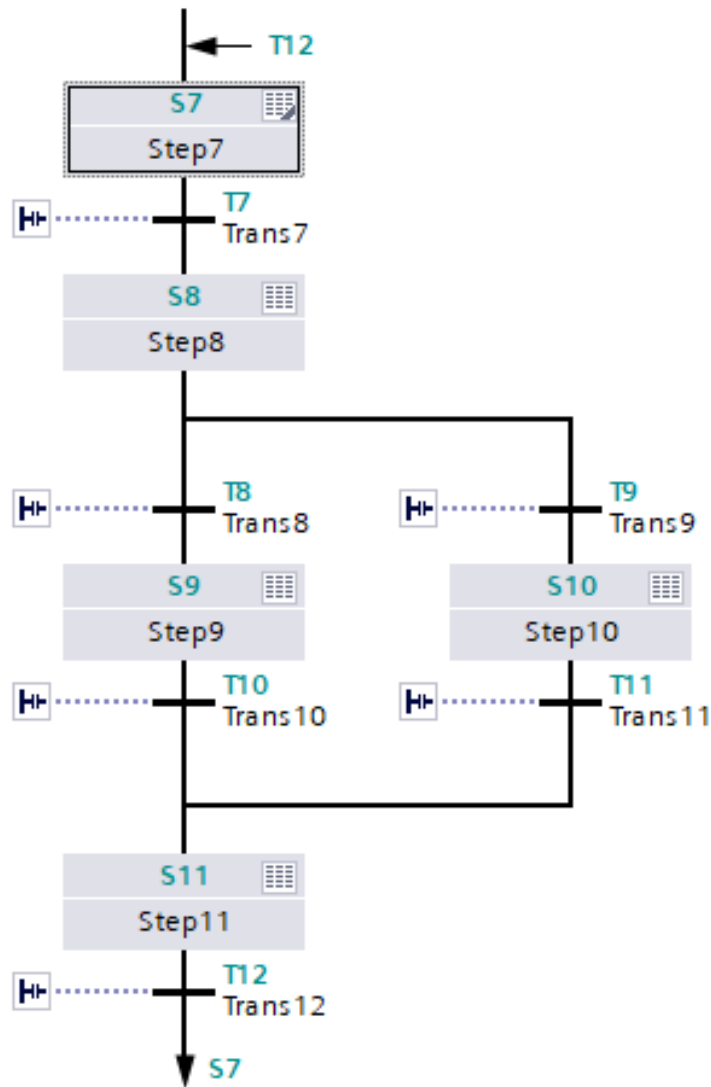 T12
S7
Step7
T7
Trans7
S8
Step8
T8
Trans8
T9
Trans9
S9
Step9
S10
Step10
T10
Trans10
T11
Trans11
S11
Step11
T12
Trans12
S7